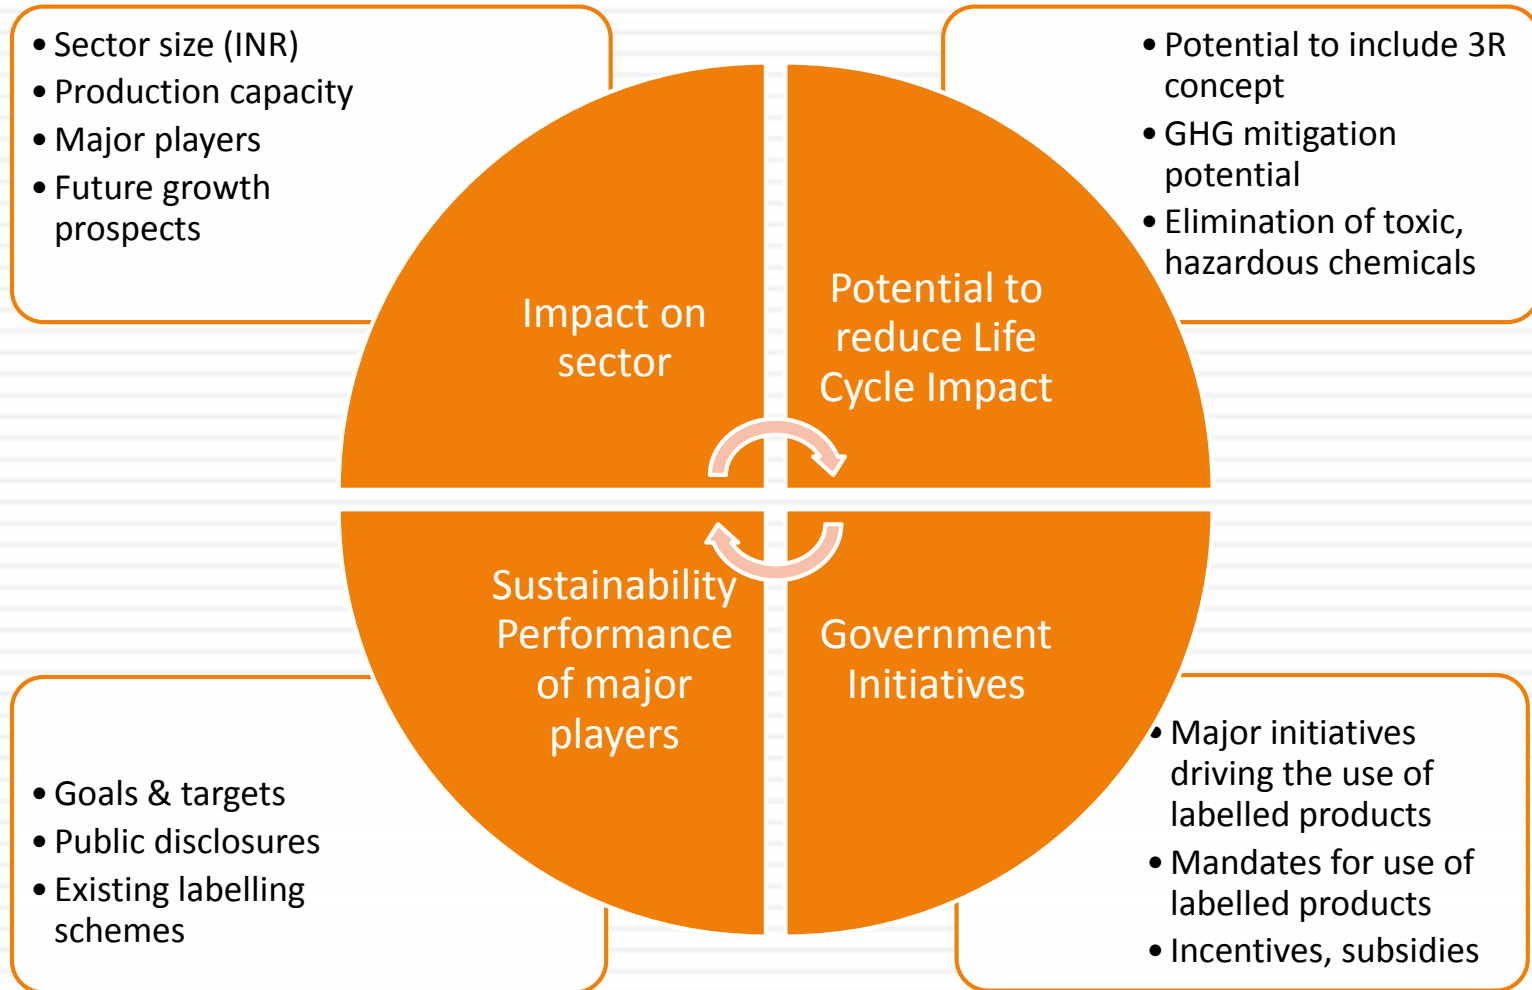 • Sector size (INR)
• Production capacity
• Major players
• Future growth
prospects
• Potential to include 3R
concept
• GHG mitigation
potential
• Elimination of toxic,
hazardous chemicals
Impact on
sector
Potential to
reduce Life
Cycle Impact
Sustainability
Performance
of major
players
Government
Initiatives
• Goals & targets
• Public disclosures
• Existing labelling
schemes
• Major initiatives
driving the use of
labelled products
• Mandates for use of
labelled products
• Incentives, subsidies